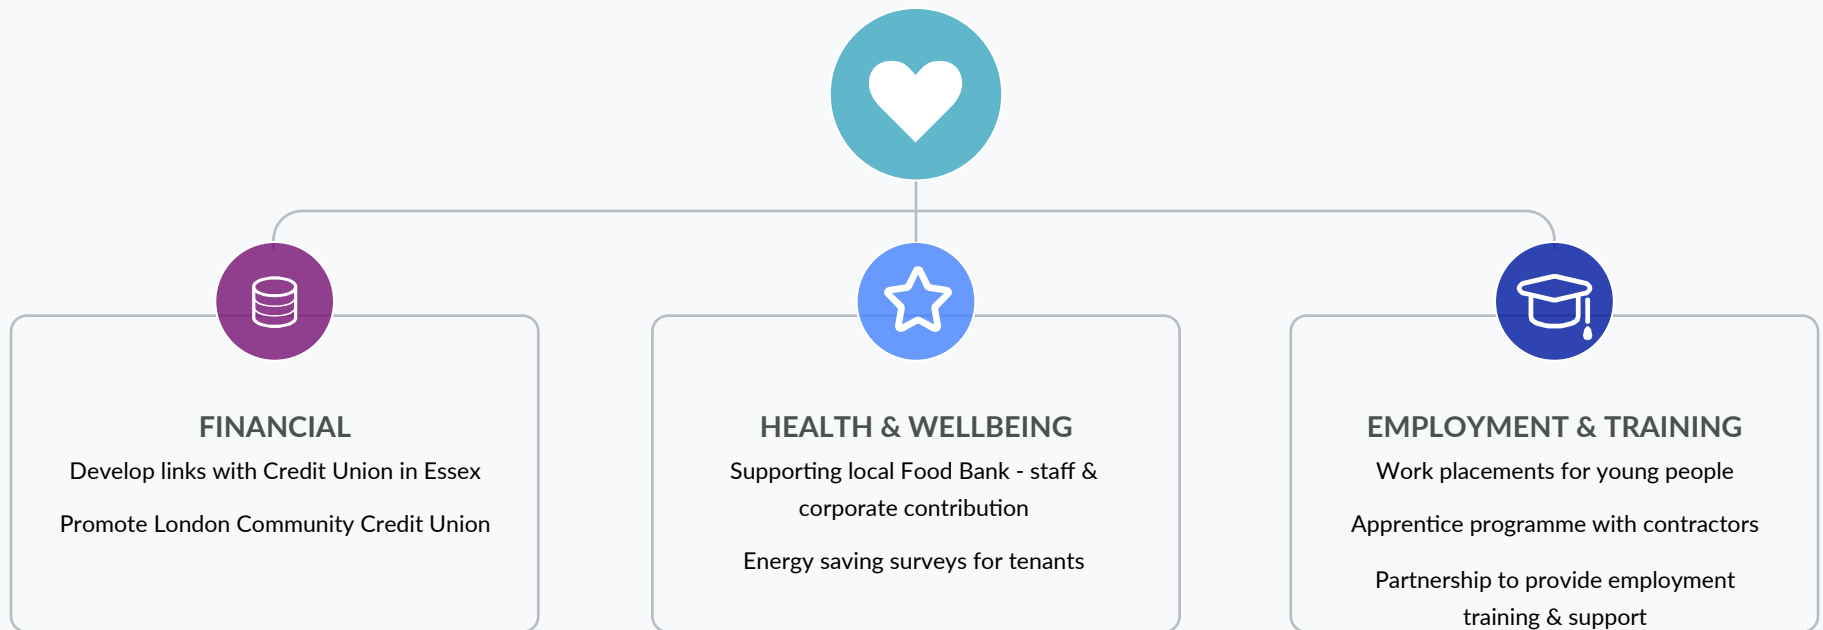 FINANCIAL
Develop links with Credit Union in Essex
Promote London Community Credit Union
HEALTH & WELLBEING
Supporting local Food Bank - staff &
corporate contribution
Energy saving surveys for tenants
EMPLOYMENT & TRAINING
Work placements for young people
Apprentice programme with contractors
Partnership to provide employment
training & support